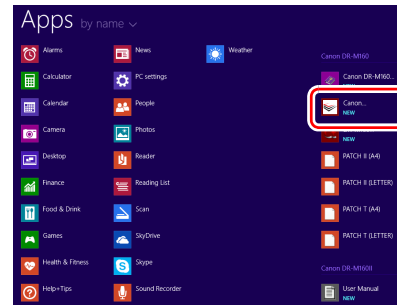 Apps by name
Alarms
Calculator
Calendar
Camera
Desktop
Finance
Food & Drink
Games
Health & Fitness
Help+Tips
News
PC settings
People
Photos
Reader
Reading List
Scan
SkyDrive
Skype
Sound Recorder
Weather
Canon DR-M160
Canon DR-M160...
NEW
Canon...
NEW
NEW
PATCH II (A4)
PATCH II (LETTER)
PATCH T (A4)
PATCH T (LETTER)
Canon DR-M160II
User Manual
NEW